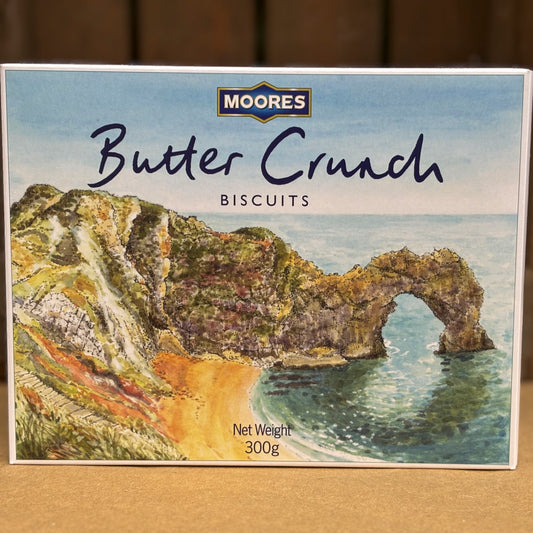 MOORES
Butter Crunch
BISCUITS
Net Weight
300g